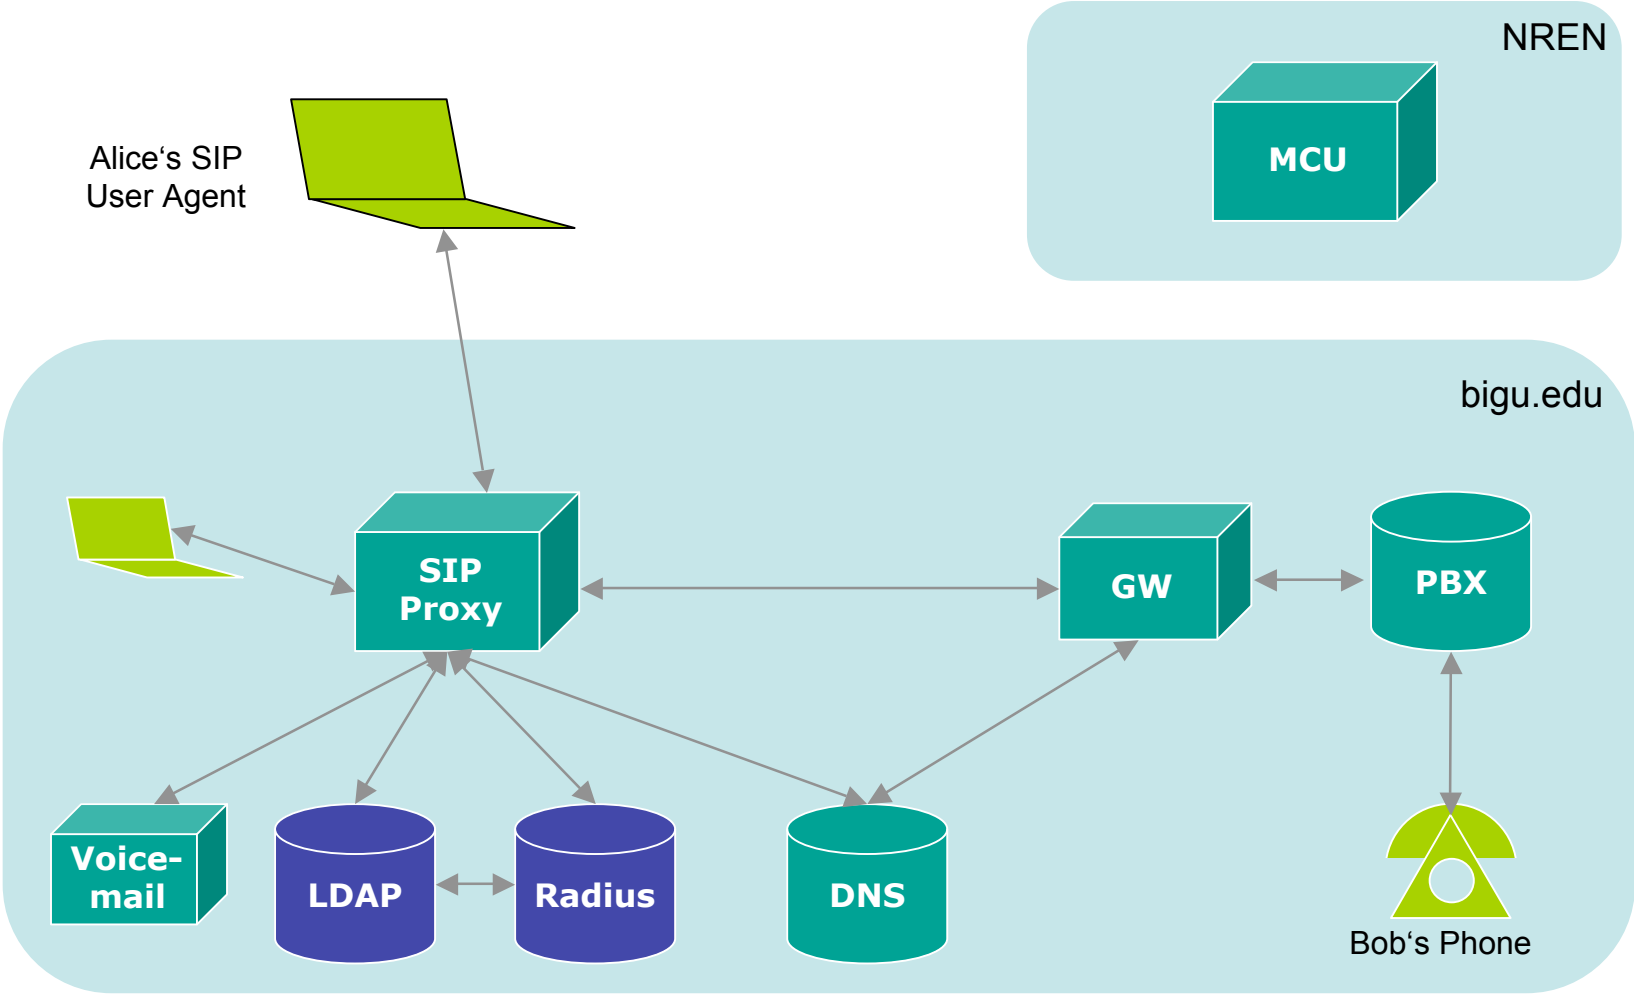 NREN
MCU
Alice‘s SIP
User Agent
bigu.edu
SIP
Proxy
GW
PBX
Voice-
mail
LDAP
Radius
DNS
Bob‘s Phone